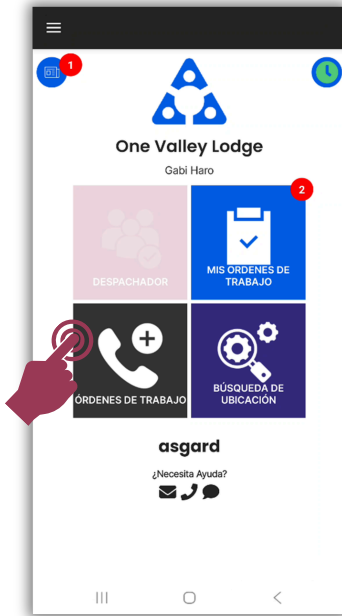 1
One Valley Lodge
Gabi Haro
2
DESPACHADOR
MIS ORDENES DE
TRABAJO
ÓRDENES DE TRABAJO
BÚSQUEDA DE
UBICACIÓN
asgard
¿Necesita Ayuda?